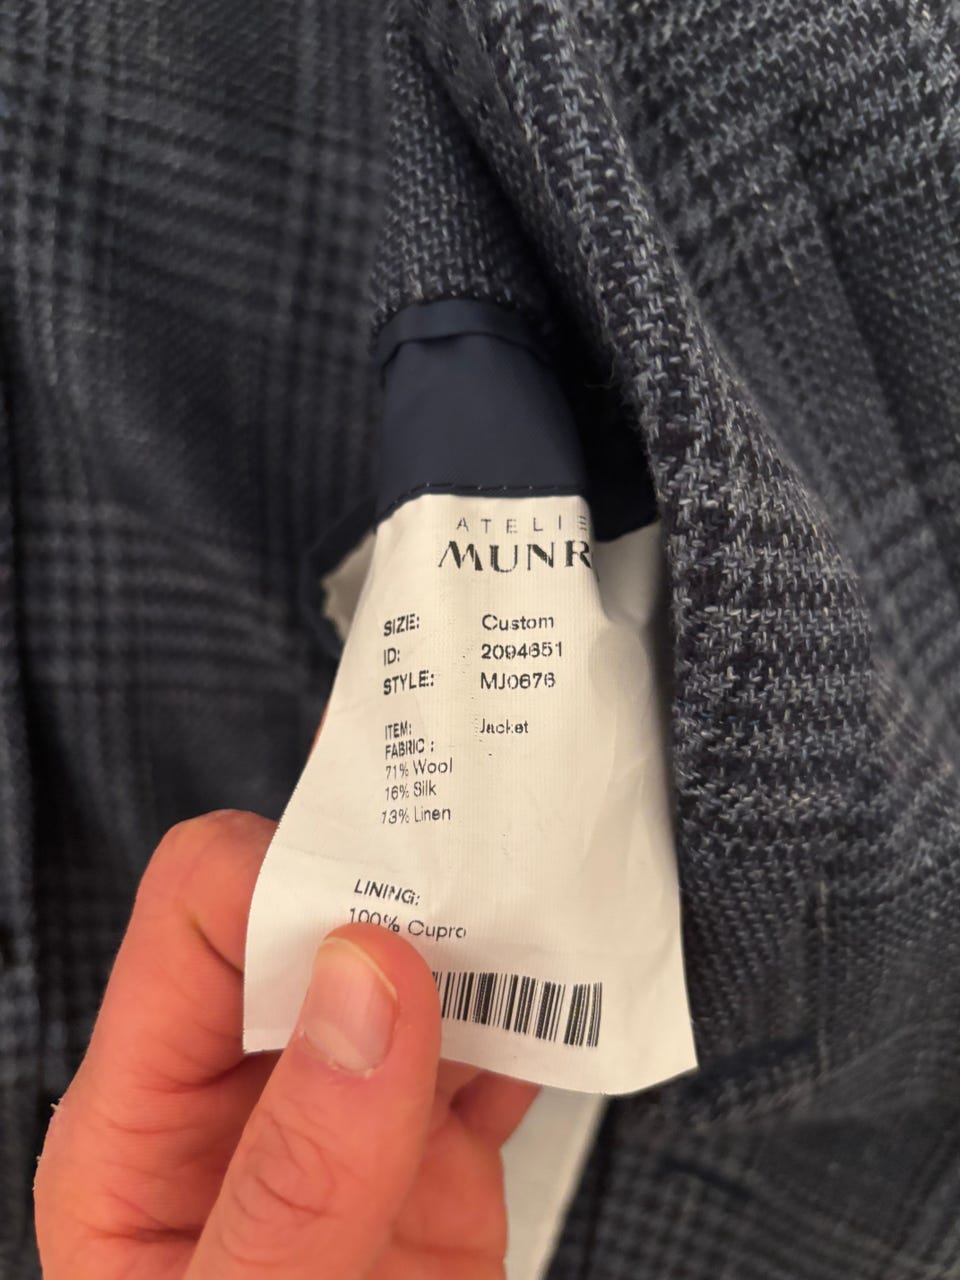 ATELIE
MUNR
SIZE: Custom
ID: 2094651
STYLE: MJ0676
ITEM: Jacket
FABRIC :
71% Wool
16% Silk
13% Linen
LINING:
100% Cupro